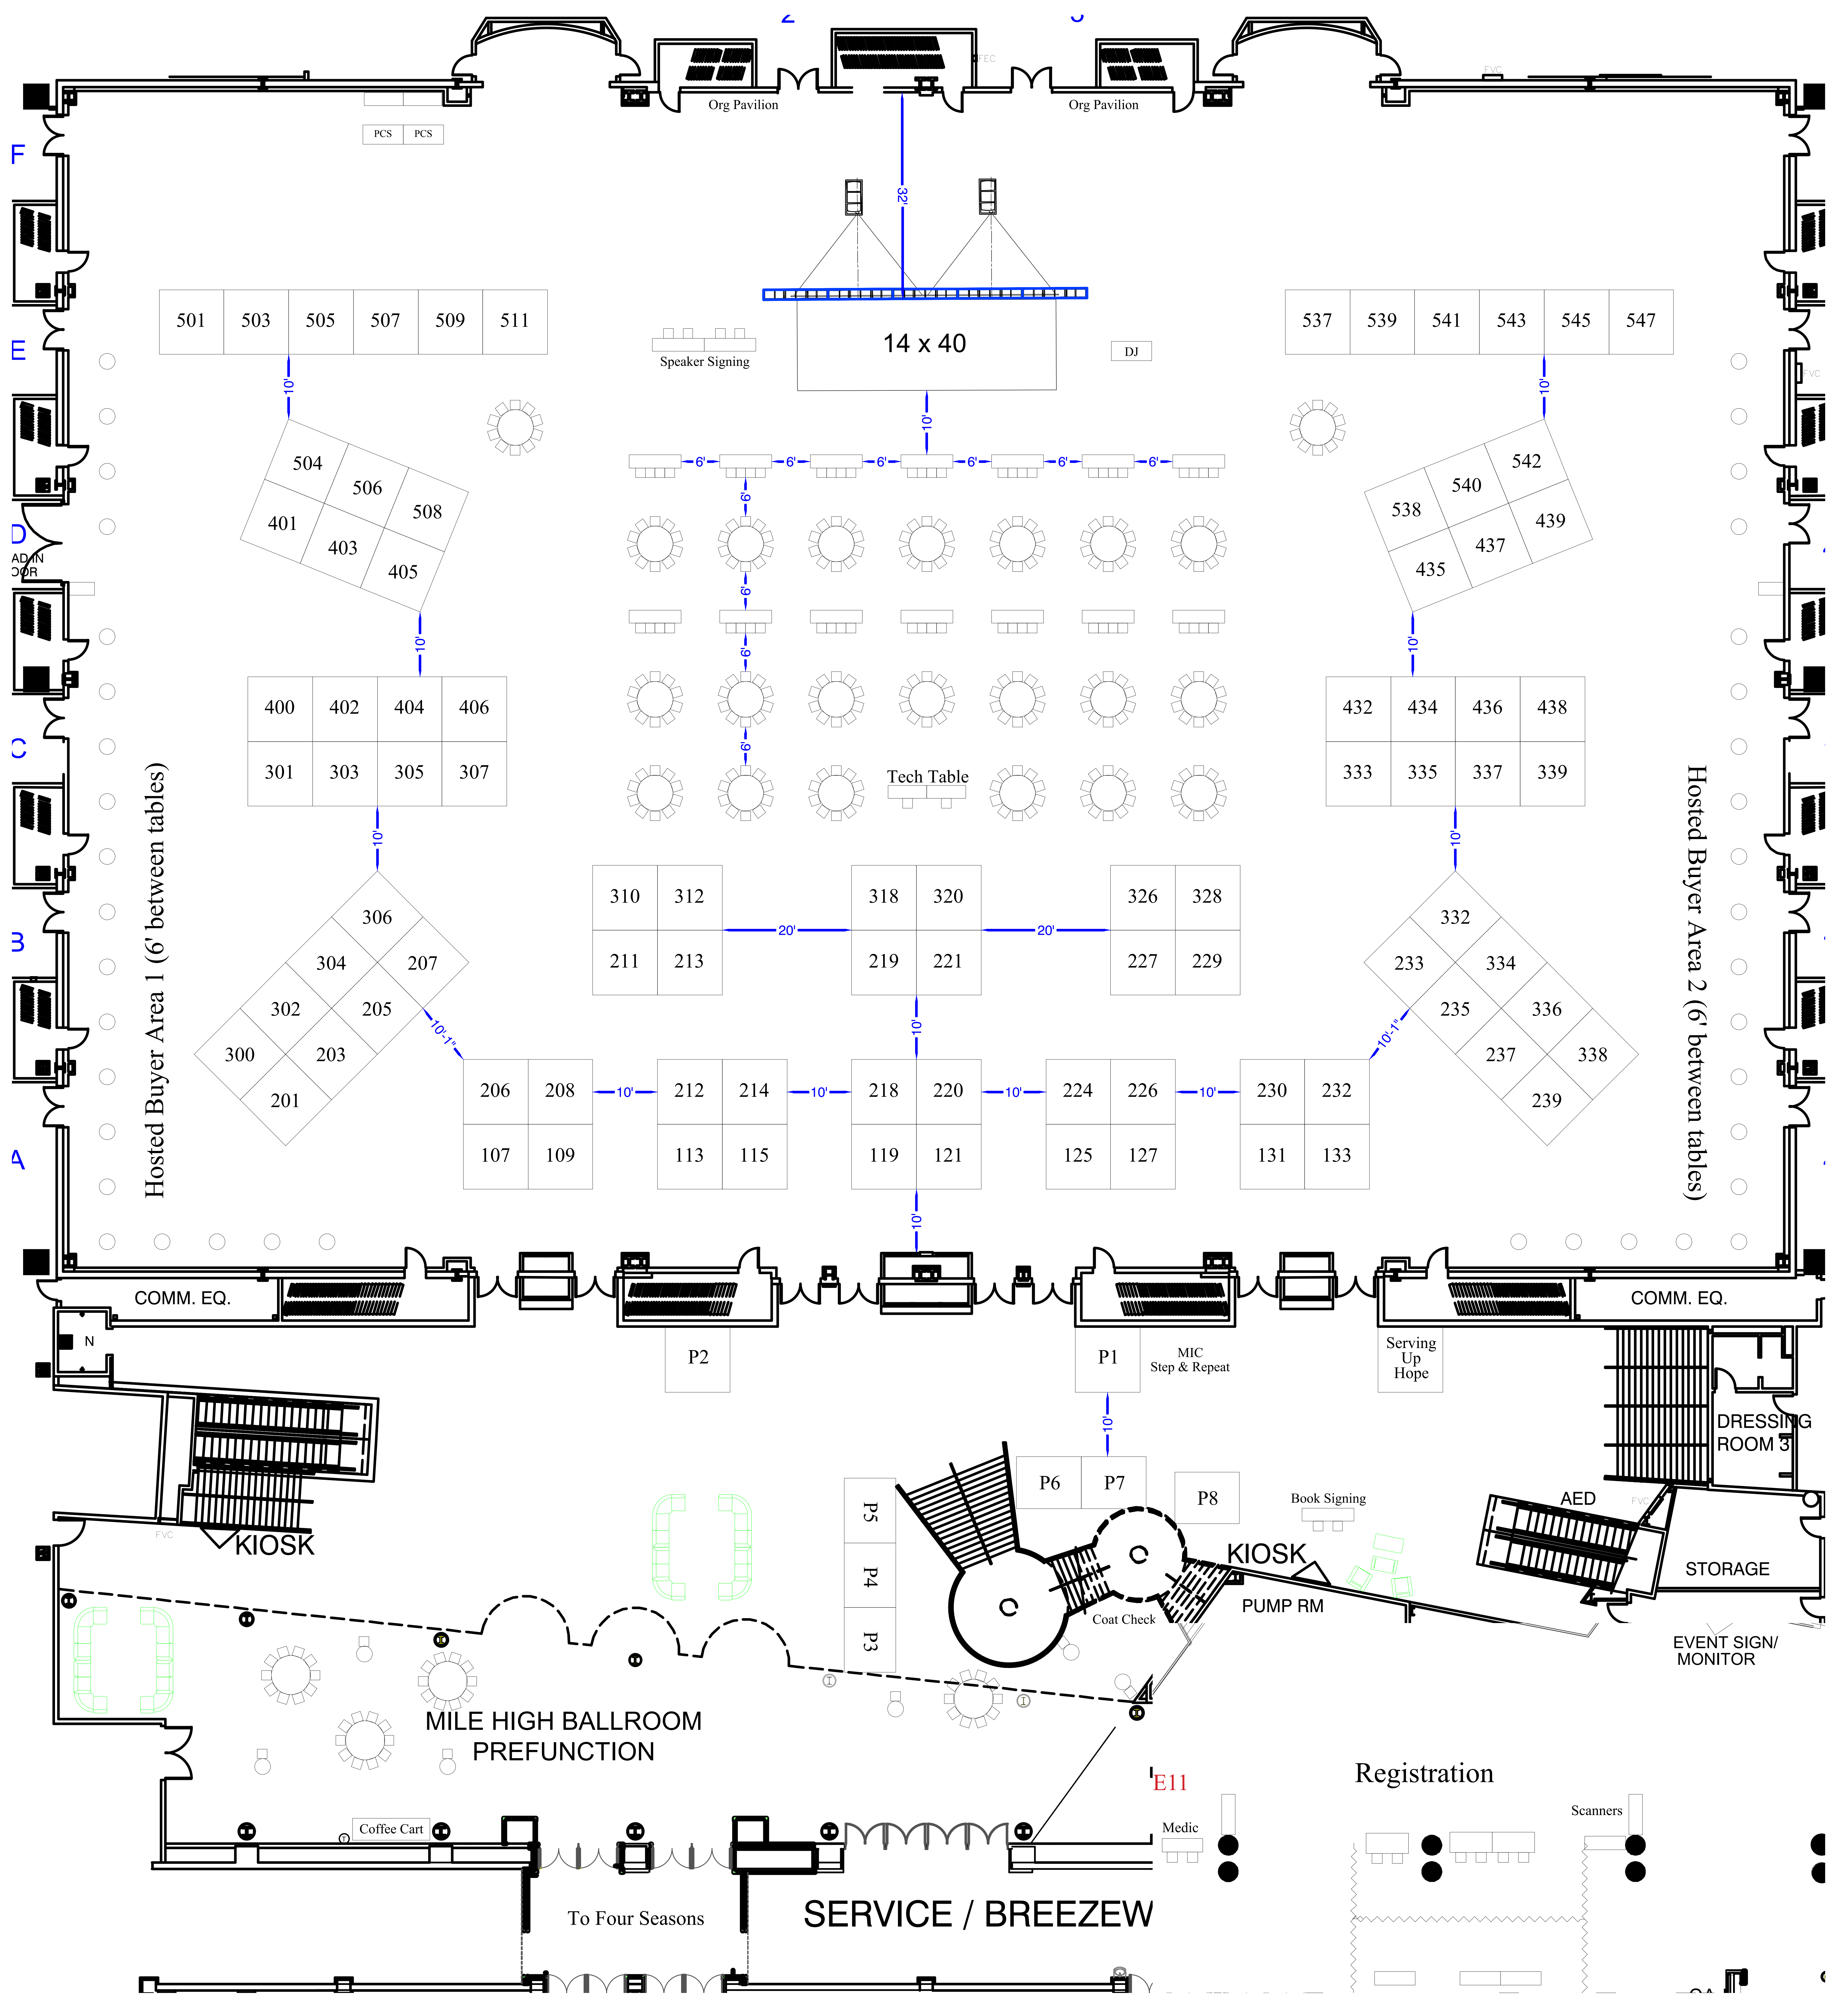 FEC
FVC
Org Pavilion
Org Pavilion
PCS PCS
F
32'
501 503 505 507 509 511
14 x 40
537 539 541 543 545 547
Speaker Signing
DJ
E
FVC
10'
10'
10'
504 506 508
401 403 405
538 540 542
435 437 439
6' 6' 6' 6' 6' 6'
6'
D
AD IN
OOR
6'
10'
6'
10'
400 402 404 406
301 303 305 307
432 434 436 438
333 335 337 339
C
6'
Tech Table
Hosted Buyer Area 1 (6' between tables)
Hosted Buyer Area 2 (6' between tables)
10'
10'
310 312
211 213
20'
318 320
219 221
20'
326 328
227 229
B
306
304 207
302 205
300 203
201
332
233 334
235 336
237 338
239
10'-1"
10'
10'-1"
206 208
107 109
10'
212 214
113 115
10'
218 220
119 121
10'
224 226
125 127
10'
230 232
131 133
A
10'
COMM. EQ.
COMM. EQ.
N
P2
P1
MIC
Step & Repeat
Serving
Up
Hope
10'
DRESSING
ROOM 3
P6 P7
P8
P5
P4
P3
Book Signing
AED
FVC
FVC
KIOSK
KIOSK
STORAGE
PUMP RM
Coat Check
EVENT SIGN/
MONITOR
MILE HIGH BALLROOM
PREFUNCTION
E11
Registration
Scanners
Medic
Coffee Cart
To Four Seasons
SERVICE / BREEZEW